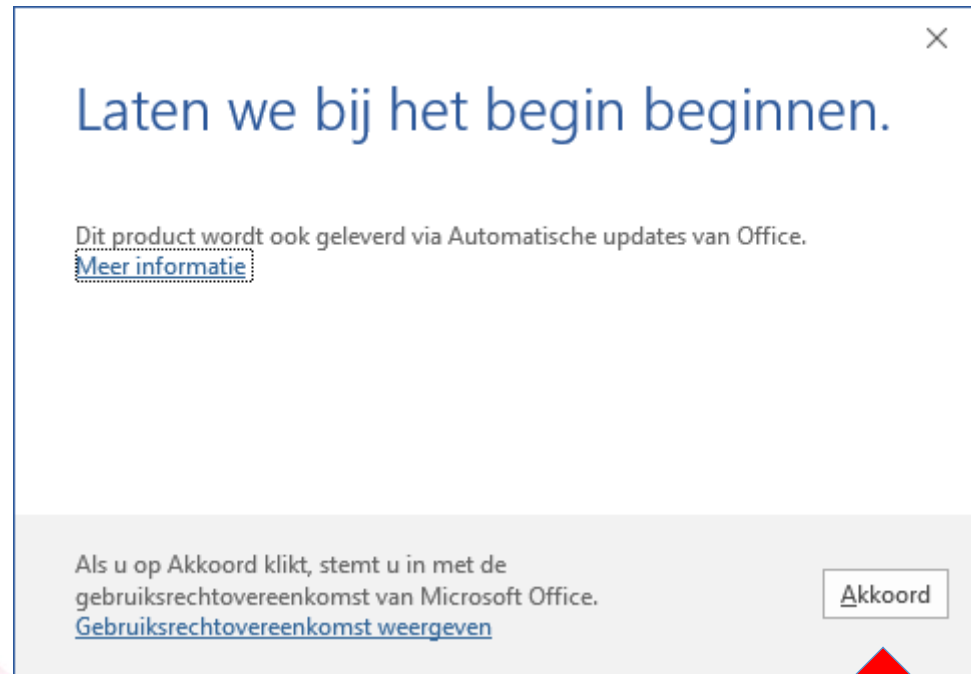 Laten we bij het begin beginnen.
Dit product wordt ook geleverd via Automatische updates van Office.
Meer informatie
Als u op Akkoord klikt, stemt u in met de
gebruiksrechtovereenkomst van Microsoft Office.
Gebruiksrechtovereenkomst weergeven
Akkoord